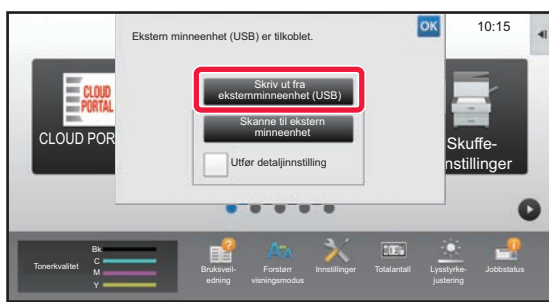 Ekstern minneenhet (USB) er tilkoblet.
OK
10:15
Skriv ut fra
eksternminneenhet (USB)
Skanne til ekstern
minneenhet
Utfør detaljinnstilling
CLOUD
PORTAL
CLOUD POR
Skuffe-
nstillinger
Tonerkvalitet
Bk
C
M
Y
Bruksveil-
edning
Forstørr
visningsmodus
Innstillinger
Totalantall
Lysstyrke-
justering
Jobbstatus